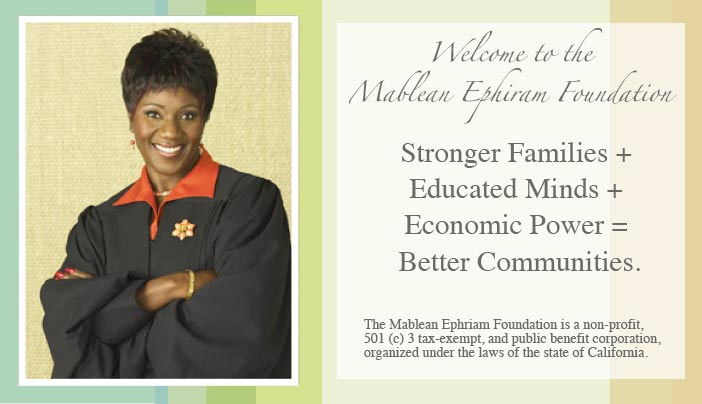 Welcome to the
Mablean Ephiram Foundation
Stronger Families +
Educated Minds +
Economic Power =
Better Communities.
The Mablean Ephriam Foundation is a non-profit,
501 (c) 3 tax-exempt, and public benefit corporation,
organized under the laws of the state of California.